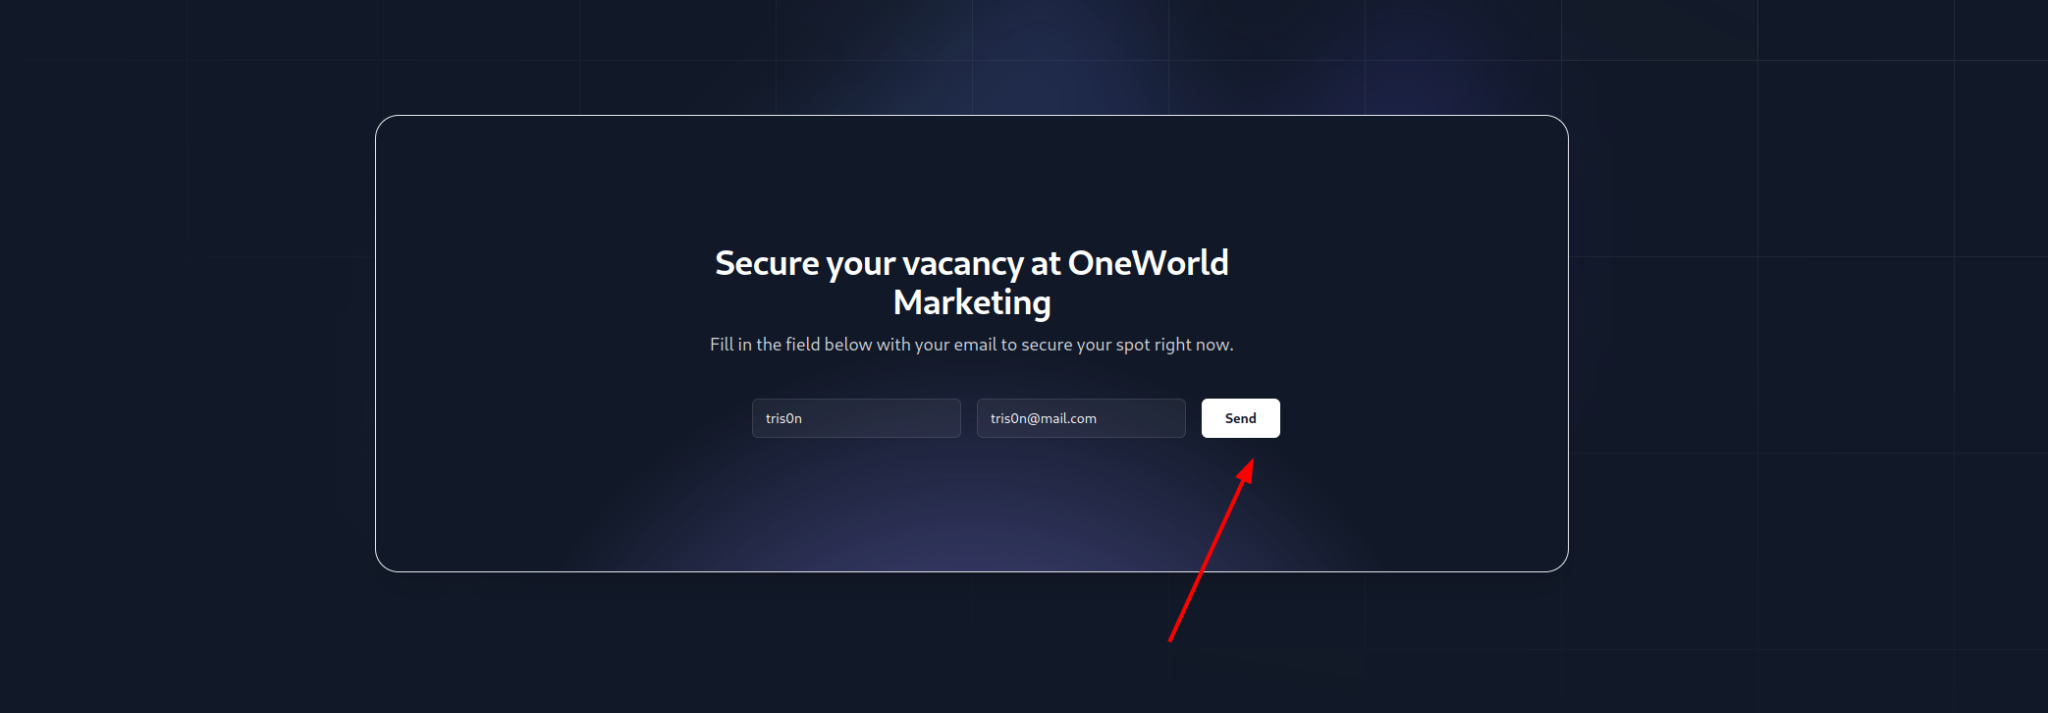 Secure your vacancy at OneWorld
Marketing
Fill in the field below with your email to secure your spot right now.
tris0n
tris0n@mail.com
Send